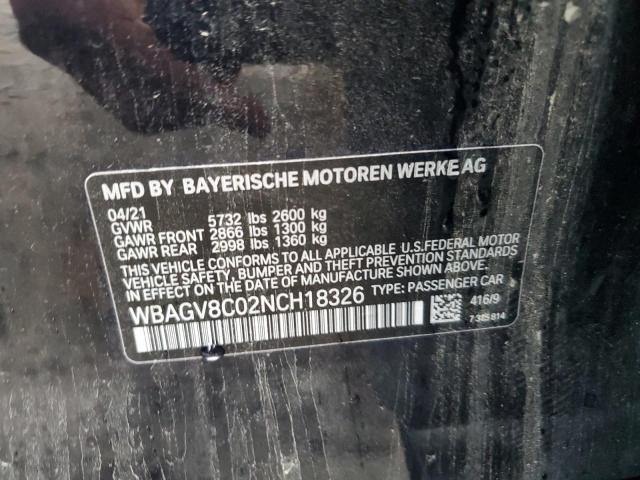 MFD BY BAYERISCHE MOTOREN WERKE AG
04/21
GVWR 5732 lbs 2600 kg
GAWR FRONT 2866 lbs 1300 kg
GAWR REAR 2998 lbs 1360 kg
THIS VEHICLE CONFORMS TO ALL APPLICABLE U.S.FEDERAL MOTOR
VEHICLE SAFETY, BUMPER AND THEFT PREVENTION STANDARDS
IN EFFECT ON THE DATE OF MANUFACTURE SHOWN ABOVE.
WBAGV8C02NCH18326 TYPE: PASSENGER CAR
416/9
7 315 814